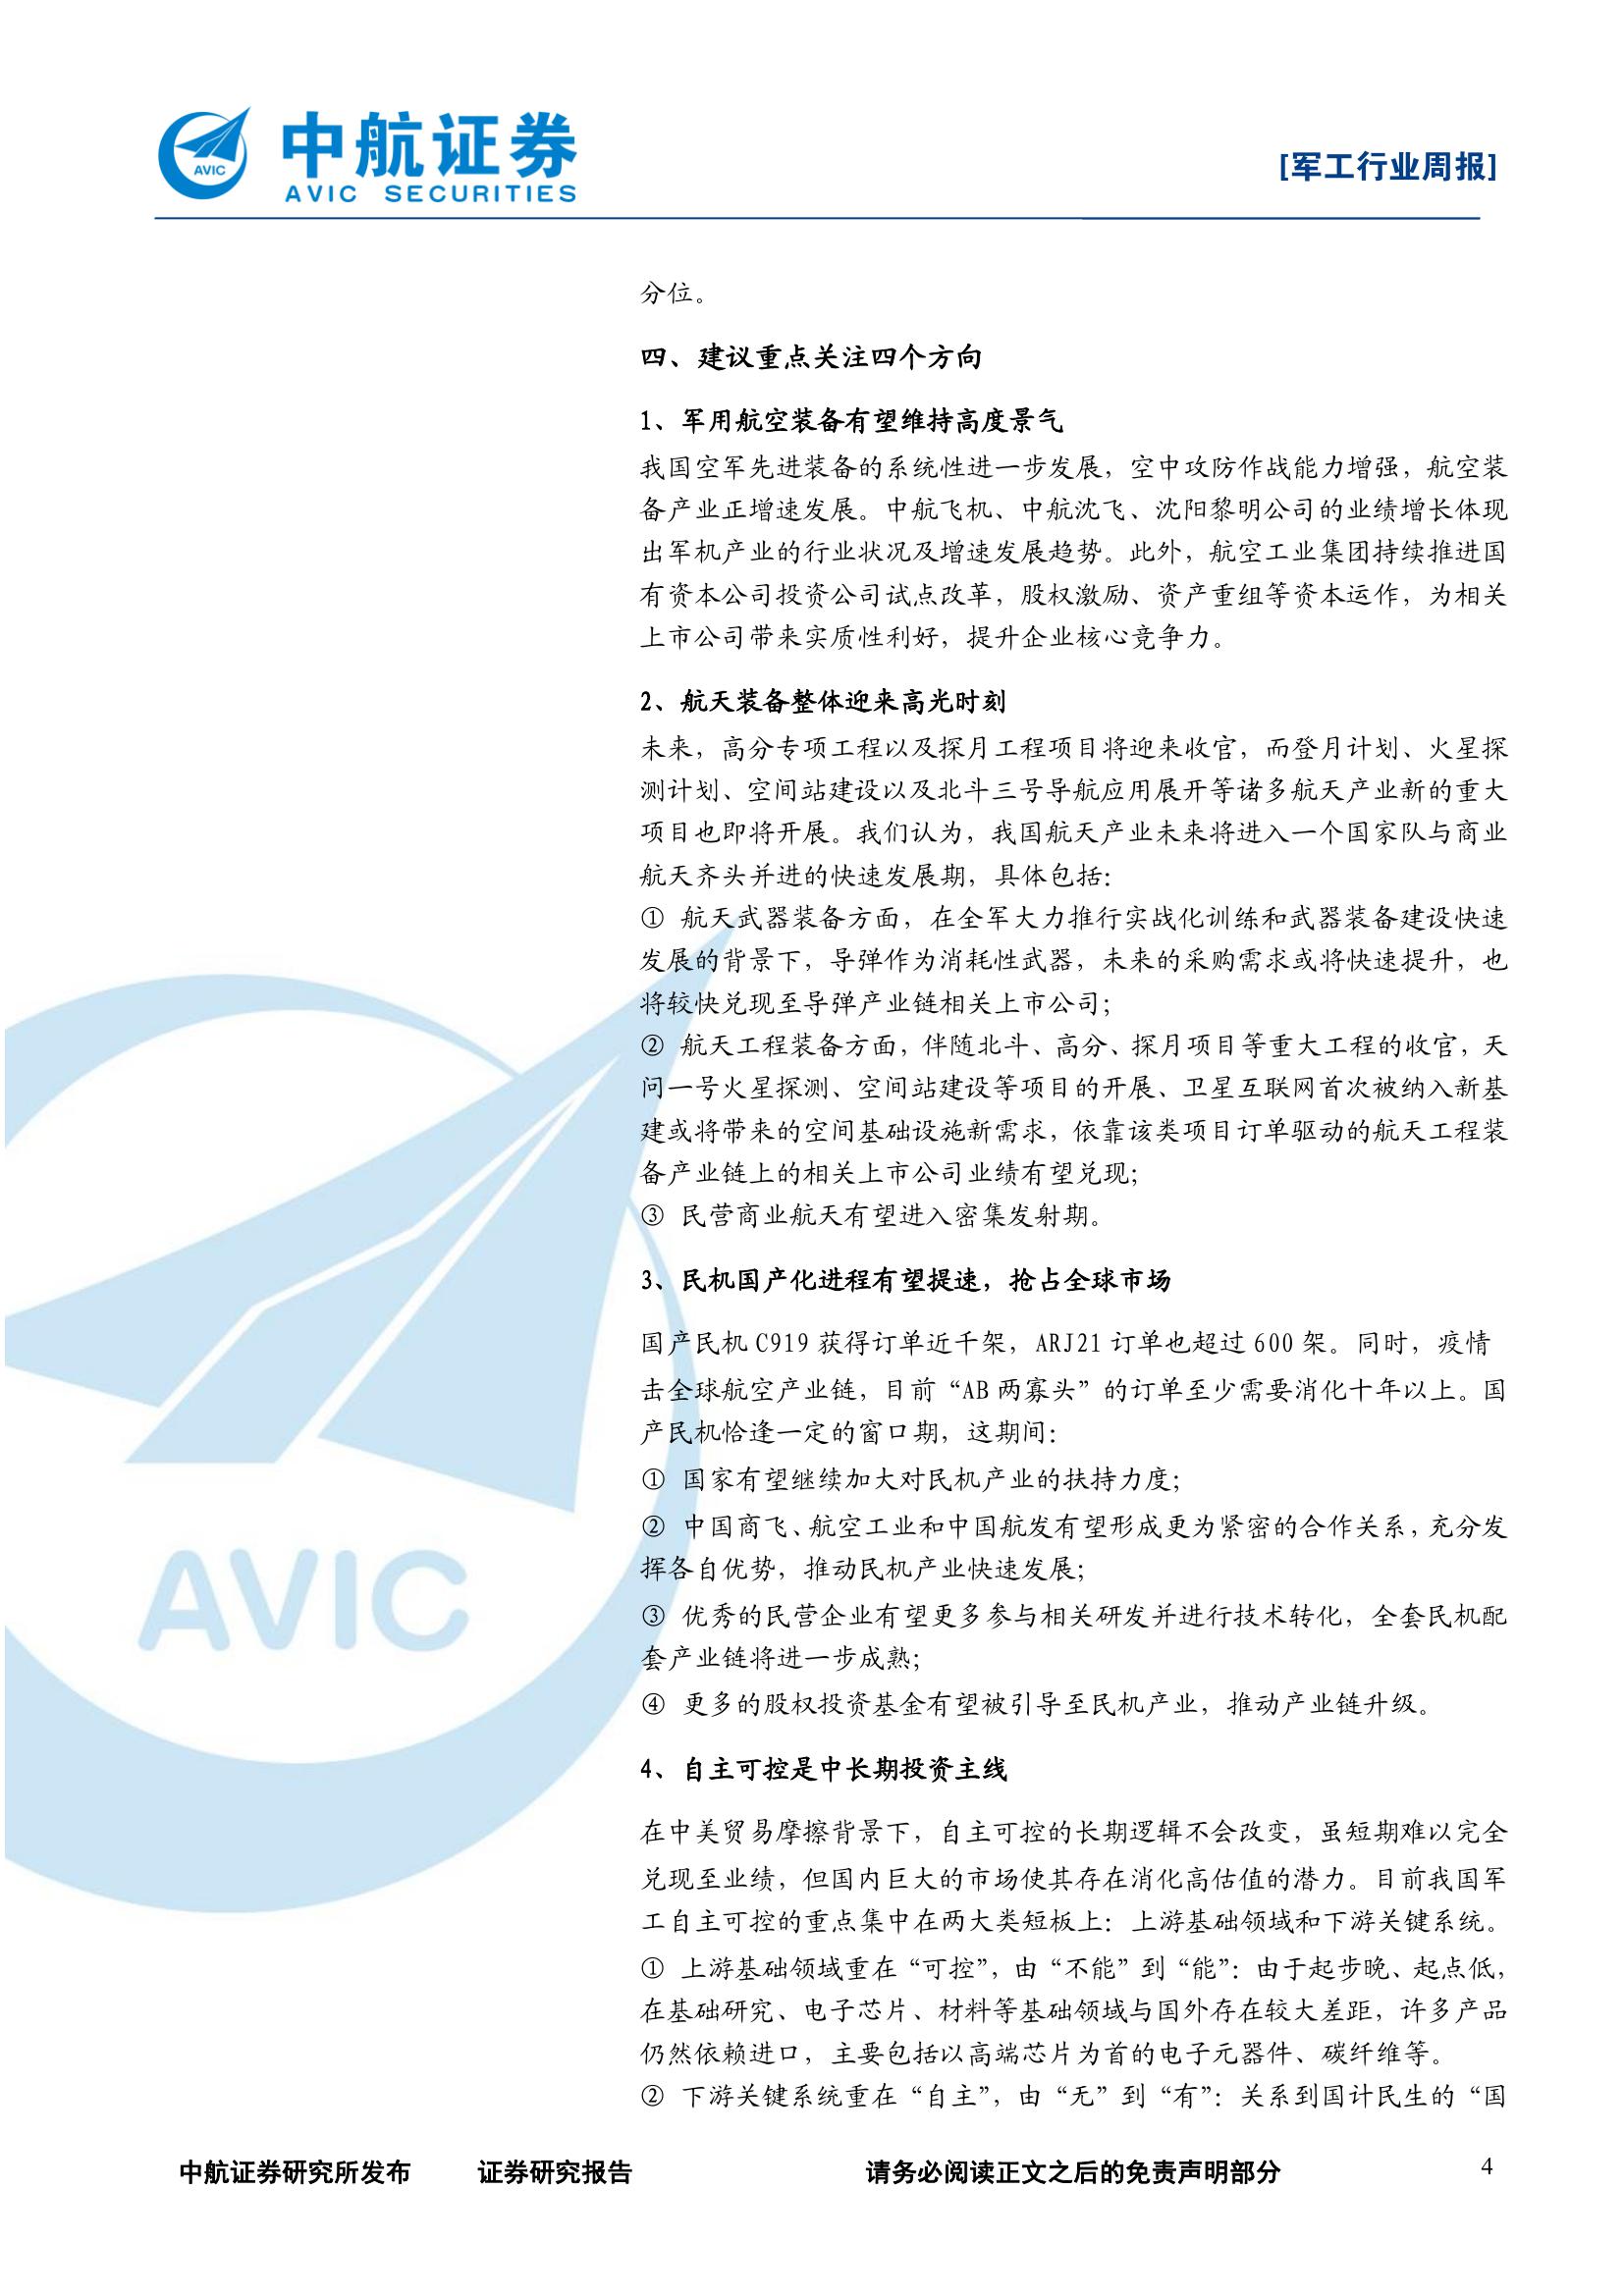 AVIC
中航证券
AVIC SECURITIES
[军工行业周报]
分位。
四、建议重点关注四个方向
1、军用航空装备有望维持高度景气
我国空军先进装备的系统性进一步发展，空中攻防作战能力增强，航空装
备产业正增速发展。中航飞机、中航沈飞、沈阳黎明公司的业绩增长体现
出军机产业的行业状况及增速发展趋势。此外，航空工业集团持续推进国
有资本公司投资公司试点改革，股权激励、资产重组等资本运作，为相关
上市公司带来实质性利好，提升企业核心竞争力。
2、航天装备整体迎来高光时刻
未来，高分专项工程以及探月工程项目将迎来收官，而登月计划、火星探
测计划、空间站建设以及北斗三号导航应用展开等诸多航天产业新的重大
项目也即将开展。我们认为，我国航天产业未来将进入一个国家队与商业
航天齐头并进的快速发展期，具体包括：
① 航天武器装备方面，在全军大力推行实战化训练和武器装备建设快速
发展的背景下，导弹作为消耗性武器，未来的采购需求或将快速提升，也
将较快兑现至导弹产业链相关上市公司；
② 航天工程装备方面，伴随北斗、高分、探月项目等重大工程的收官，天
问一号火星探测、空间站建设等项目的开展、卫星互联网首次被纳入新基
建或将带来的空间基础设施新需求，依靠该类项目订单驱动的航天工程装
备产业链上的相关上市公司业绩有望兑现；
③ 民营商业航天有望进入密集发射期。
3、民机国产化进程有望提速，抢占全球市场
国产民机 C919 获得订单近千架，ARJ21 订单也超过 600 架。同时，疫情
击全球航空产业链，目前“AB 两寡头”的订单至少需要消化十年以上。国
产民机恰逢一定的窗口期，这期间：
① 国家有望继续加大对民机产业的扶持力度；
② 中国商飞、航空工业和中国航发有望形成更为紧密的合作关系，充分发
挥各自优势，推动民机产业快速发展；
③ 优秀的民营企业有望更多参与相关研发并进行技术转化，全套民机配
套产业链将进一步成熟；
④ 更多的股权投资基金有望被引导至民机产业，推动产业链升级。
4、自主可控是中长期投资主线
在中美贸易摩擦背景下，自主可控的长期逻辑不会改变，虽短期难以完全
兑现至业绩，但国内巨大的市场使其存在消化高估值的潜力。目前我国军
工自主可控的重点集中在两大类短板上：上游基础领域和下游关键系统。
① 上游基础领域重在“可控”，由“不能”到“能”：由于起步晚、起点低，
在基础研究、电子芯片、材料等基础领域与国外存在较大差距，许多产品
仍然依赖进口，主要包括以高端芯片为首的电子元器件、碳纤维等。
② 下游关键系统重在“自主”，由“无”到“有”：关系到国计民生的“国
AVIC
中航证券研究所发布 证券研究报告 请务必阅读正文之后的免责声明部分 4